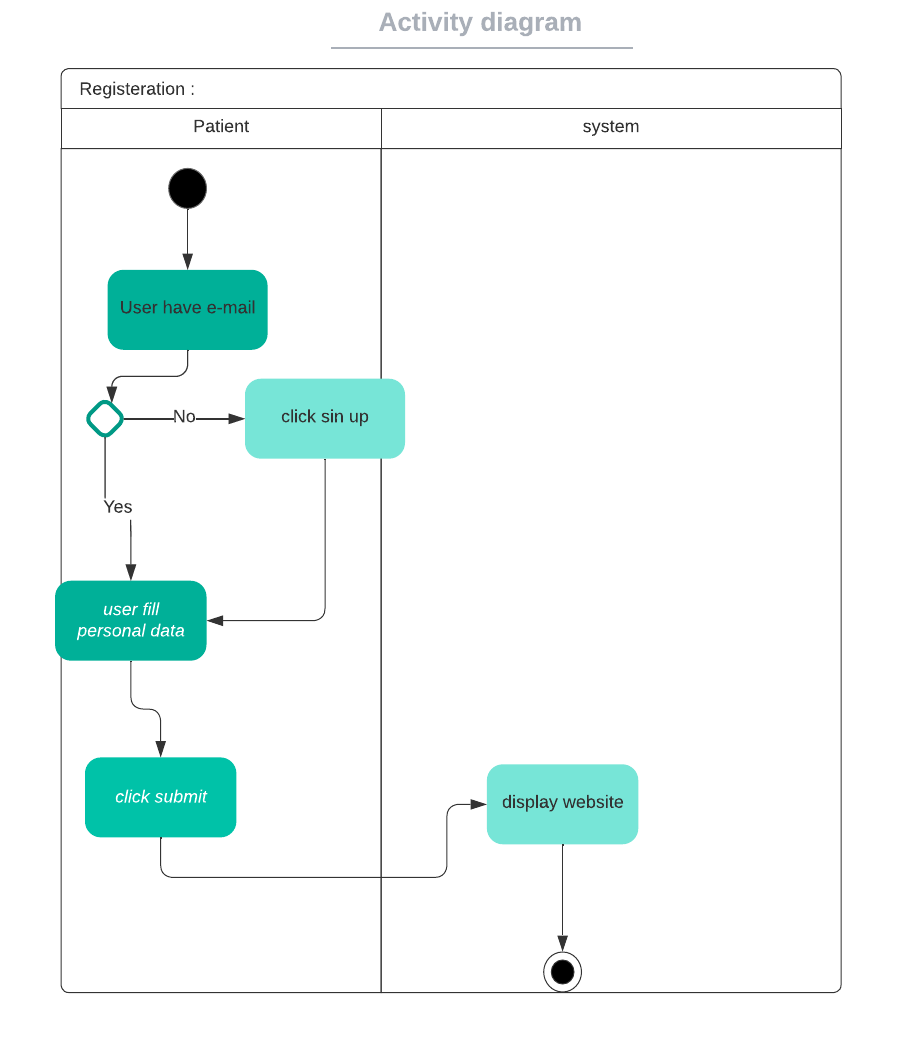 Activity diagram
Registeration :
Patient
system
User have e-mail
No
click sin up
Yes
user fill
personal data
click submit
display website